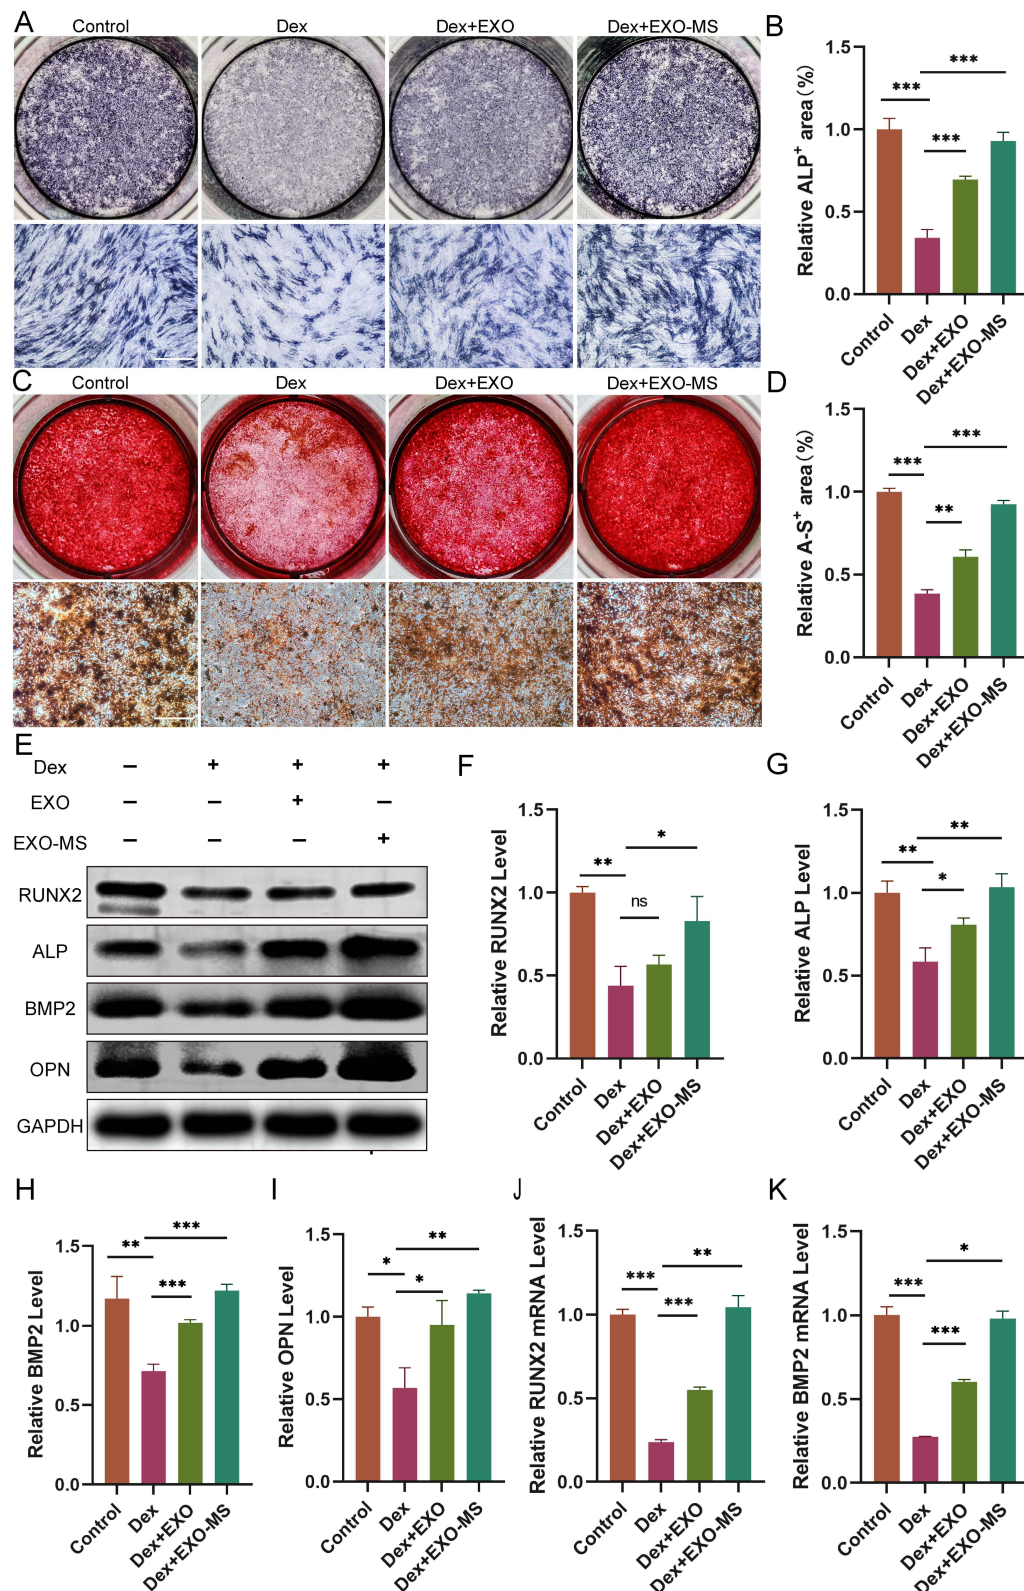 A
Control Dex Dex+EXO Dex+EXO-MS
B
Relative ALP⁺ area(%)
1.5
1.0
0.5
0.0
*** *** ***
Control Dex Dex+EXO Dex+EXO-MS
C
Control Dex Dex+EXO Dex+EXO-MS
D
Relative A-S⁺ area(%)
1.5
1.0
0.5
0.0
*** ** ***
Control Dex Dex+EXO Dex+EXO-MS
E
Dex − + + +
EXO − − + −
EXO-MS − − − +
RUNX2
ALP
BMP2
OPN
GAPDH
F
Relative RUNX2 Level
1.5
1.0
0.5
0.0
** ns *
Control Dex Dex+EXO Dex+EXO-MS
G
Relative ALP Level
1.5
1.0
0.5
0.0
** * **
Control Dex Dex+EXO Dex+EXO-MS
H
Relative BMP2 Level
1.5
1.0
0.5
0.0
** *** ***
Control Dex Dex+EXO Dex+EXO-MS
I
Relative OPN Level
1.5
1.0
0.5
0.0
* * **
Control Dex Dex+EXO Dex+EXO-MS
J
Relative RUNX2 mRNA Level
1.5
1.0
0.5
0.0
*** *** **
Control Dex Dex+EXO Dex+EXO-MS
K
Relative BMP2 mRNA Level
1.5
1.0
0.5
0.0
*** *** *
Control Dex Dex+EXO Dex+EXO-MS